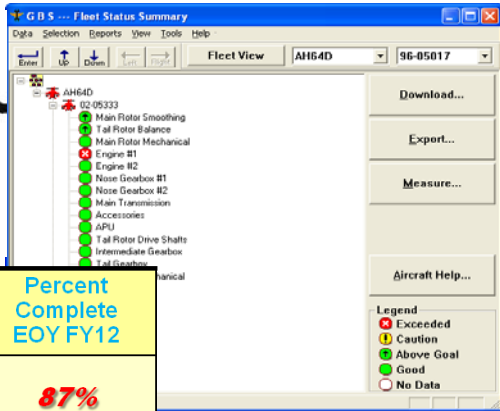 G B S --- Fleet Status Summary
Data Selection Reports View Tools Help
Enter Up Down Left Right Fleet View AH64D 96-05017
AH64D
02-05333
Main Rotor Smoothing
Tail Rotor Balance
Main Rotor Mechanical
Engine #1
Engine #2
Nose Gearbox #1
Nose Gearbox #2
Main Transmission
Accessories
APU
Tail Rotor Drive Shafts
Intermediate Gearbox
Tail Gearbox
Download...
Export...
Measure...
Aircraft Help...
Legend
Exceeded
Caution
Above Goal
Good
No Data
Percent
Complete
EOY FY12
87%